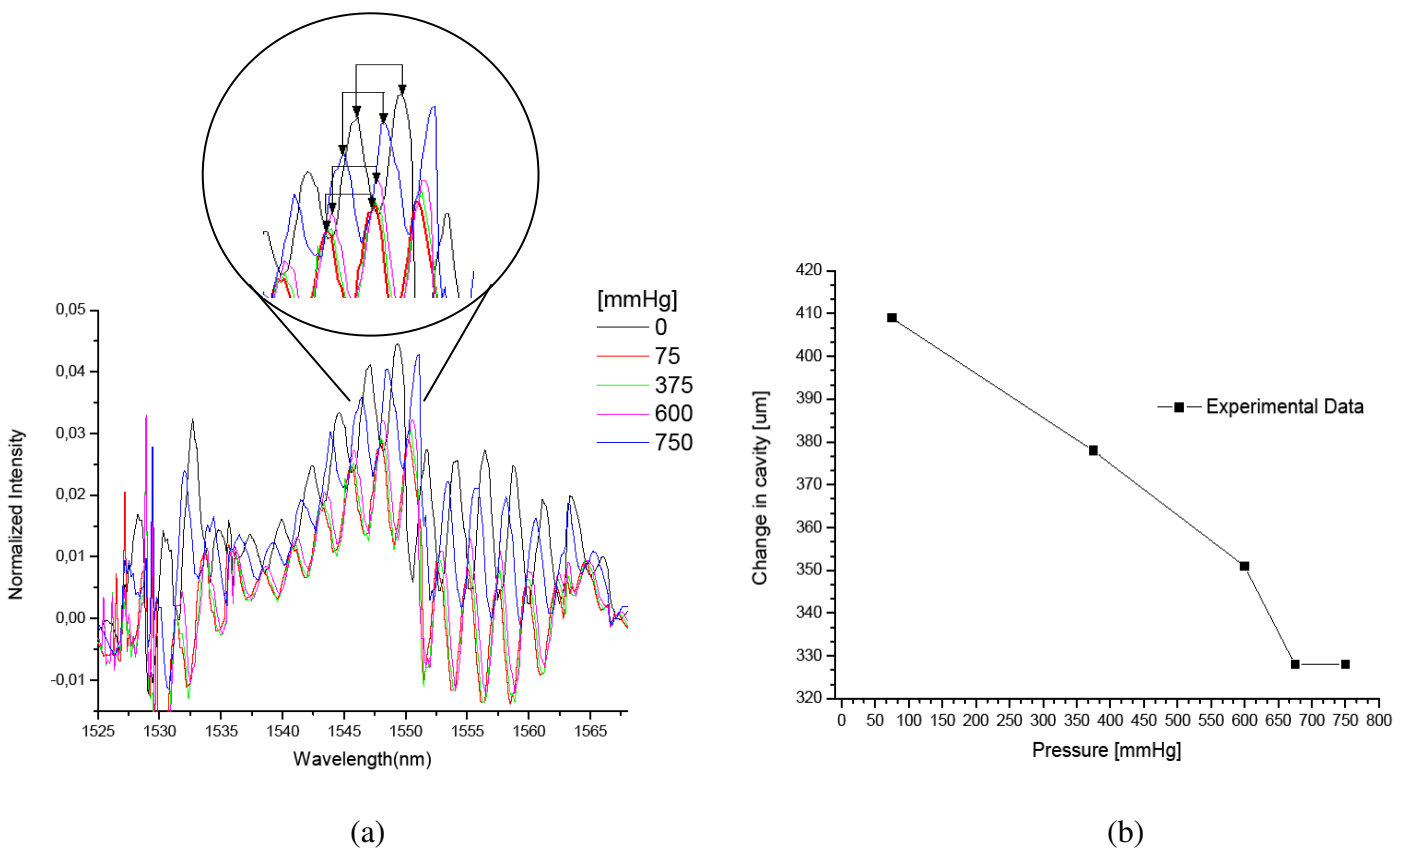 [mmHg]
0
75
375
600
750
0,05
0,04
0,03
0,02
0,01
0,00
-0,01
Normalized Intensity
1525 1530 1535 1540 1545 1550 1555 1560 1565
Wavelength(nm)
(a)
420
410
400
390
380
370
360
350
340
330
320
Change in cavity [um]
Experimental Data
0 50 100 150 200 250 300 350 400 450 500 550 600 650 700 750 800
Pressure [mmHg]
(b)